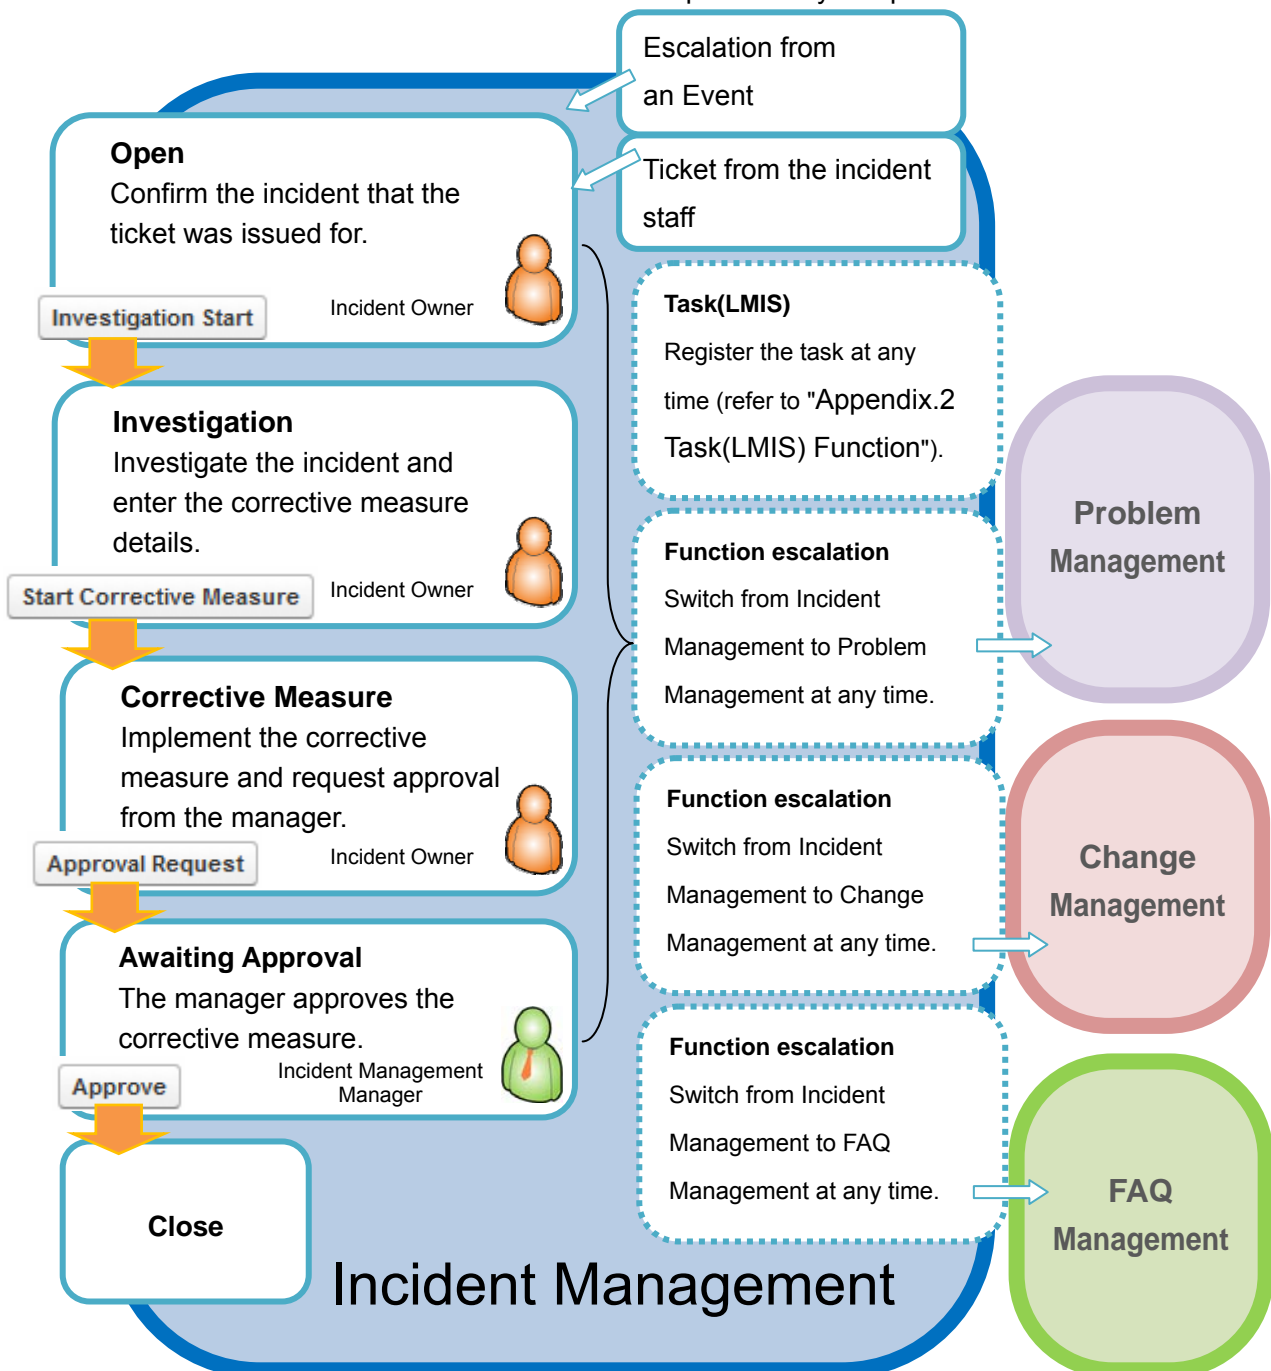 Escalation from
an Event
Ticket from the incident
staff
Open
Confirm the incident that the
ticket was issued for.
Incident Owner
Investigation Start
Investigation
Investigate the incident and
enter the corrective measure
details.
Incident Owner
Start Corrective Measure
Corrective Measure
Implement the corrective
measure and request approval
from the manager.
Incident Owner
Approval Request
Awaiting Approval
The manager approves the
corrective measure.
Incident Management
Manager
Approve
Close
Task(LMIS)
Register the task at any
time (refer to "Appendix.2
Task(LMIS) Function").
Function escalation
Switch from Incident
Management to Problem
Management at any time.
Function escalation
Switch from Incident
Management to Change
Management at any time.
Function escalation
Switch from Incident
Management to FAQ
Management at any time.
Problem
Management
Change
Management
FAQ
Management
Incident Management